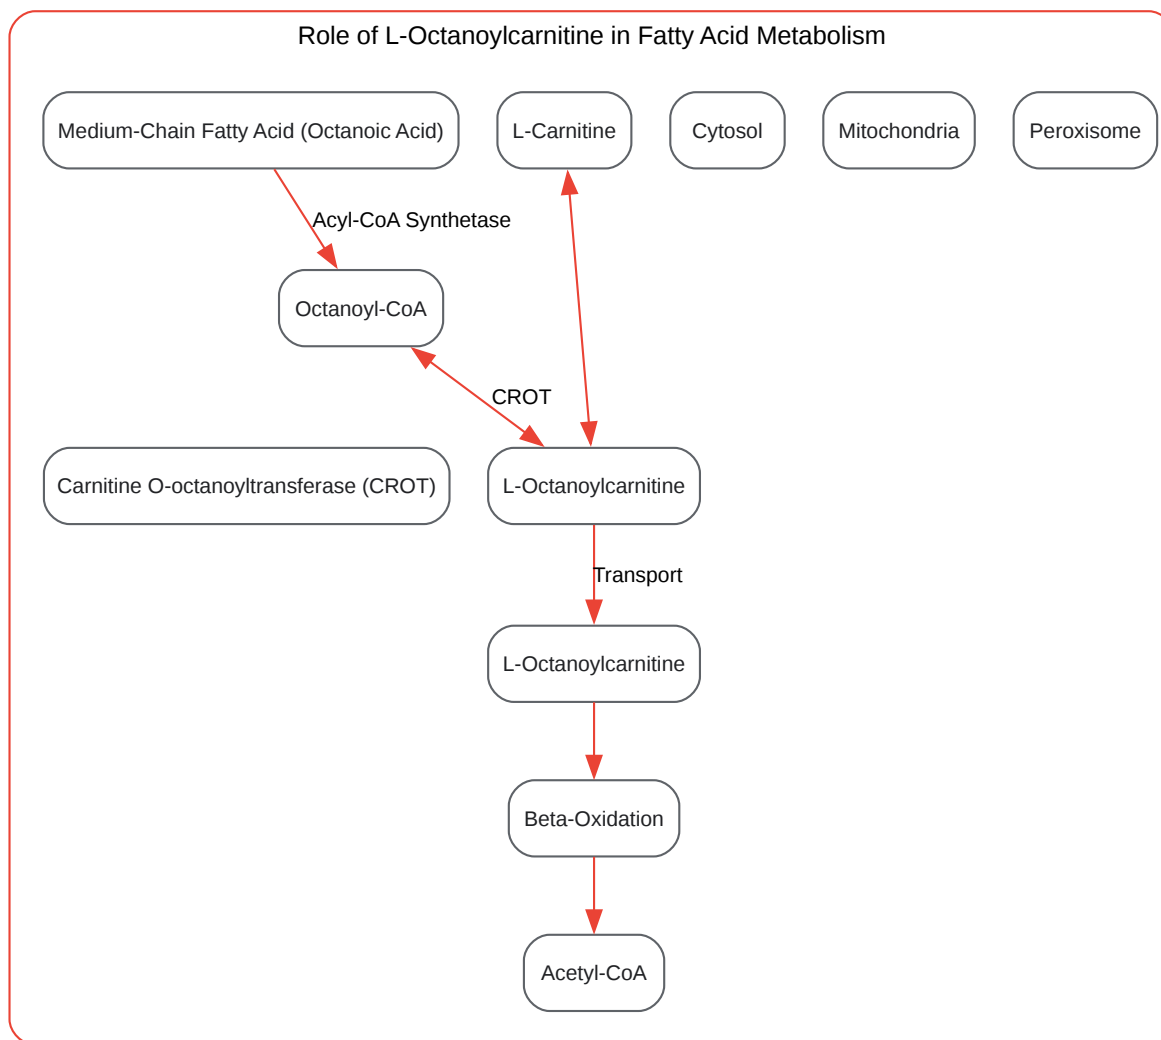 Role of L-Octanoylcarnitine in Fatty Acid Metabolism
Medium-Chain Fatty Acid (Octanoic Acid)
L-Carnitine
Cytosol
Mitochondria
Peroxisome
Acyl-CoA Synthetase
Octanoyl-CoA
CROT
Carnitine O-octanoyltransferase (CROT)
L-Octanoylcarnitine
Transport
L-Octanoylcarnitine
Beta-Oxidation
Acetyl-CoA